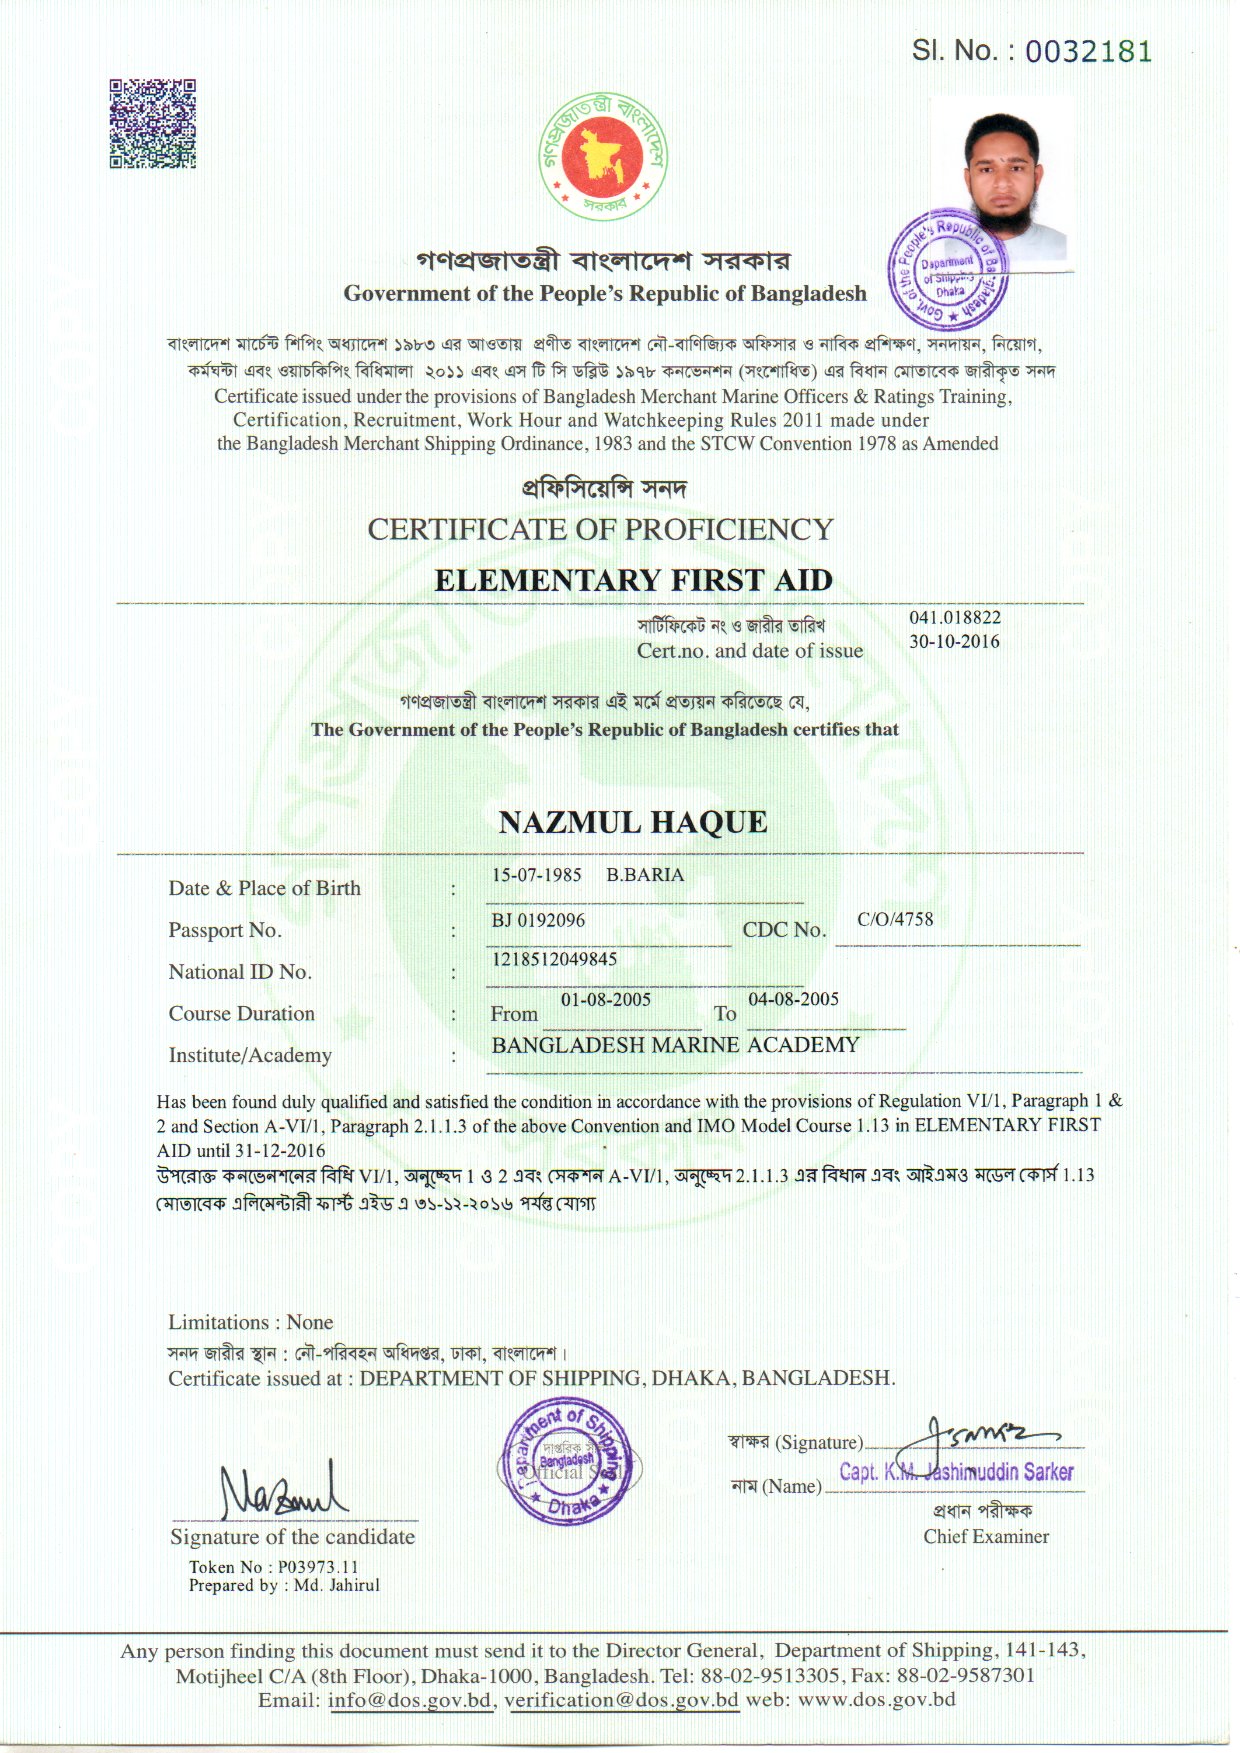 Sl. No. : 0032181
গণপ্রজাতন্ত্রী বাংলাদেশ
সরকার
Govt. of the People's Republic of Bangladesh
Department
of Shipping
Dhaka
গণপ্রজাতন্ত্রী বাংলাদেশ সরকার
Government of the People's Republic of Bangladesh
বাংলাদেশ মার্চেন্ট শিপিং অধ্যাদেশ ১৯৮৩ এর আওতায় প্রণীত বাংলাদেশ নৌ-বাণিজ্যিক অফিসার ও নাবিক প্রশিক্ষণ, সনদায়ন, নিয়োগ,
কর্মঘন্টা এবং ওয়াচকিপিং বিধিমালা ২০১১ এবং এস টি সি ডব্লিউ ১৯৭৮ কনভেনশন (সংশোধিত) এর বিধান মোতাবেক জারীকৃত সনদ
Certificate issued under the provisions of Bangladesh Merchant Marine Officers & Ratings Training,
Certification, Recruitment, Work Hour and Watchkeeping Rules 2011 made under
the Bangladesh Merchant Shipping Ordinance, 1983 and the STCW Convention 1978 as Amended
প্রফিসিয়েন্সি সনদ
CERTIFICATE OF PROFICIENCY
ELEMENTARY FIRST AID
সার্টিফিকেট নং ও জারীর তারিখ 041.018822
Cert.no. and date of issue 30-10-2016
গণপ্রজাতন্ত্রী বাংলাদেশ সরকার এই মর্মে প্রত্যয়ন করিতেছে যে,
The Government of the People's Republic of Bangladesh certifies that
NAZMUL HAQUE
Date & Place of Birth : 15-07-1985 B.BARIA
Passport No. : BJ 0192096 CDC No. C/O/4758
National ID No. : 1218512049845
Course Duration : From 01-08-2005 To 04-08-2005
Institute/Academy : BANGLADESH MARINE ACADEMY
Has been found duly qualified and satisfied the condition in accordance with the provisions of Regulation VI/1, Paragraph 1 &
2 and Section A-VI/1, Paragraph 2.1.1.3 of the above Convention and IMO Model Course 1.13 in ELEMENTARY FIRST
AID until 31-12-2016
উপরোক্ত কনভেনশনের বিধি VI/1, অনুচ্ছেদ 1 ও 2 এবং সেকশন A-VI/1, অনুচ্ছেদ 2.1.1.3 এর বিধান এবং আইএমও মডেল কোর্স 1.13
মোতাবেক এলিমেন্টারী ফার্স্ট এইড এ ৩১-১২-২০১৬ পর্যন্ত যোগ্য
Limitations : None
সনদ জারীর স্থান : নৌ-পরিবহন অধিদপ্তর, ঢাকা, বাংলাদেশ।
Certificate issued at : DEPARTMENT OF SHIPPING, DHAKA, BANGLADESH.
Department of Shipping
দাপ্তরিক
Bangladesh
Official
Dhaka
স্বাক্ষর (Signature)
নাম (Name) Capt. K.M. Jashimuddin Sarker
প্রধান পরীক্ষক
Chief Examiner
Nazmul
Signature of the candidate
Token No : P03973.11
Prepared by : Md. Jahirul
Any person finding this document must send it to the Director General, Department of Shipping, 141-143,
Motijheel C/A (8th Floor), Dhaka-1000, Bangladesh. Tel: 88-02-9513305, Fax: 88-02-9587301
Email: info@dos.gov.bd, verification@dos.gov.bd web: www.dos.gov.bd